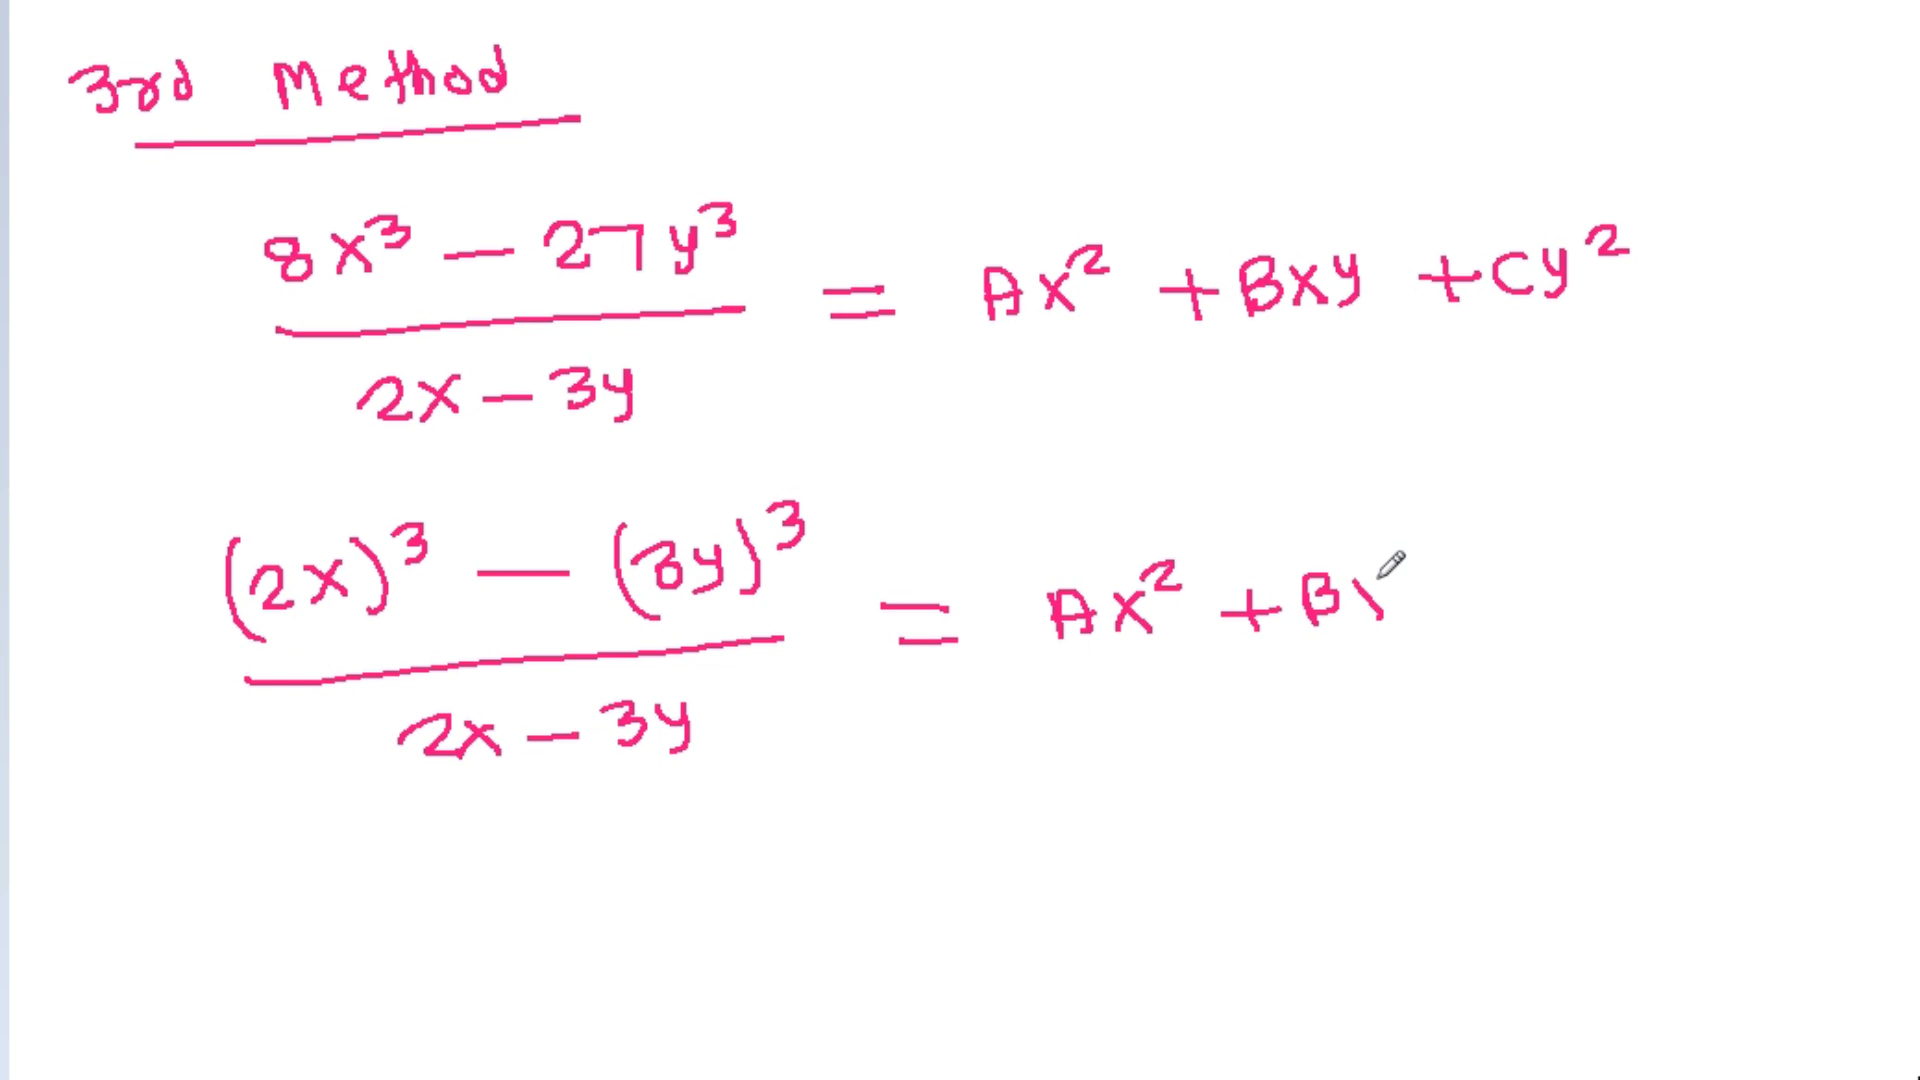 3rd Method
8x³ - 27y³
= Ax² + Bxy + Cy²
2x - 3y
(2x)³ - (3y)³
= Ax² + B
2x - 3y